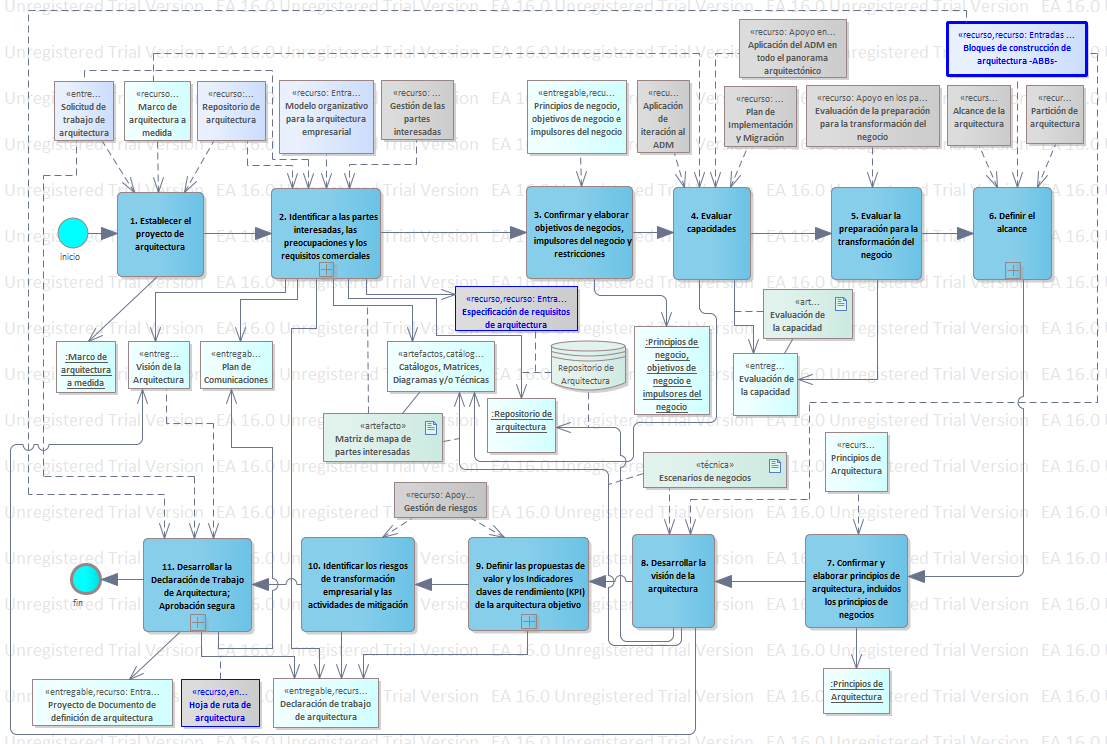 EA 16.0 Unregistered Trial Version
«recurso: Apoyo en...
Aplicación del ADM en
todo el panorama
arquitectónico
«recurso,recurso: Entradas ...
Bloques de construcción de
arquitectura -ABBs-
«entre...
Solicitud de
trabajo de
arquitectura
«recurso...
Marco de
arquitectura a
medida
«recurs...
Repositorio de
arquitectura
«recurso: Entra...
Modelo organizativo
para la arquitectura
empresarial
«recurso: ...
Gestión de las
partes
interesadas
«entregable,recu...
Principios de negocio,
objetivos de negocio e
impulsores del negocio
«recu...
Aplicación
de
iteración al
ADM
«recurso: ...
Plan de
Implementación
y Migración
«recurso: Apoyo en los pa...
Evaluación de la preparación
para la transformación del
negocio
«recurs...
Alcance de la
arquitectura
«recurs...
Partición de
arquitectura
inicio
1. Establecer el
proyecto de
arquitectura
2. Identificar a las partes
interesadas, las
preocupaciones y los
requisitos comerciales
3. Confirmar y elaborar
objetivos de negocios,
impulsores del negocio y
restricciones
4. Evaluar
capacidades
5. Evaluar la
preparación para la
transformación del
negocio
6. Definir el
alcance
:Marco de
arquitectura
a medida
«entreg...
Visión de la
Arquitectura
«entregab...
Plan de
Comunicaciones
«recurso,recurso: Entra...
Especificación de requisitos
de arquitectura
«artefactos,catálog...
Catálogos, Matrices,
Diagramas y/o Técnicas
Repositorio de
Arquitectura
:Principios de
negocio,
objetivos de
negocio e
impulsores del
negocio
«art...
Evaluación de
la capacidad
«entreg...
Evaluación de
la capacidad
«artefacto»
Matriz de mapa de
partes interesadas
:Repositorio de
arquitectura
«técnica»
Escenarios de negocios
«recurs...
Principios de
Arquitectura
«recurso: Apoy...
Gestión de riesgos
fin
11. Desarrollar la
Declaración de Trabajo
de Arquitectura;
Aprobación segura
10. Identificar los riesgos
de transformación
empresarial y las
actividades de mitigación
9. Definir las propuestas de
valor y los Indicadores
claves de rendimiento (KPI)
de la arquitectura objetivo
8. Desarrollar la
visión de la
arquitectura
7. Confirmar y
elaborar principios de
arquitectura, incluidos
los principios de
negocios
«entregable,recurso: Entra...
Proyecto de Documento de
definición de arquitectura
«recurso,en...
Hoja de ruta de
arquitectura
«entregable,recurs...
Declaración de trabajo
de arquitectura
:Principios de
Arquitectura